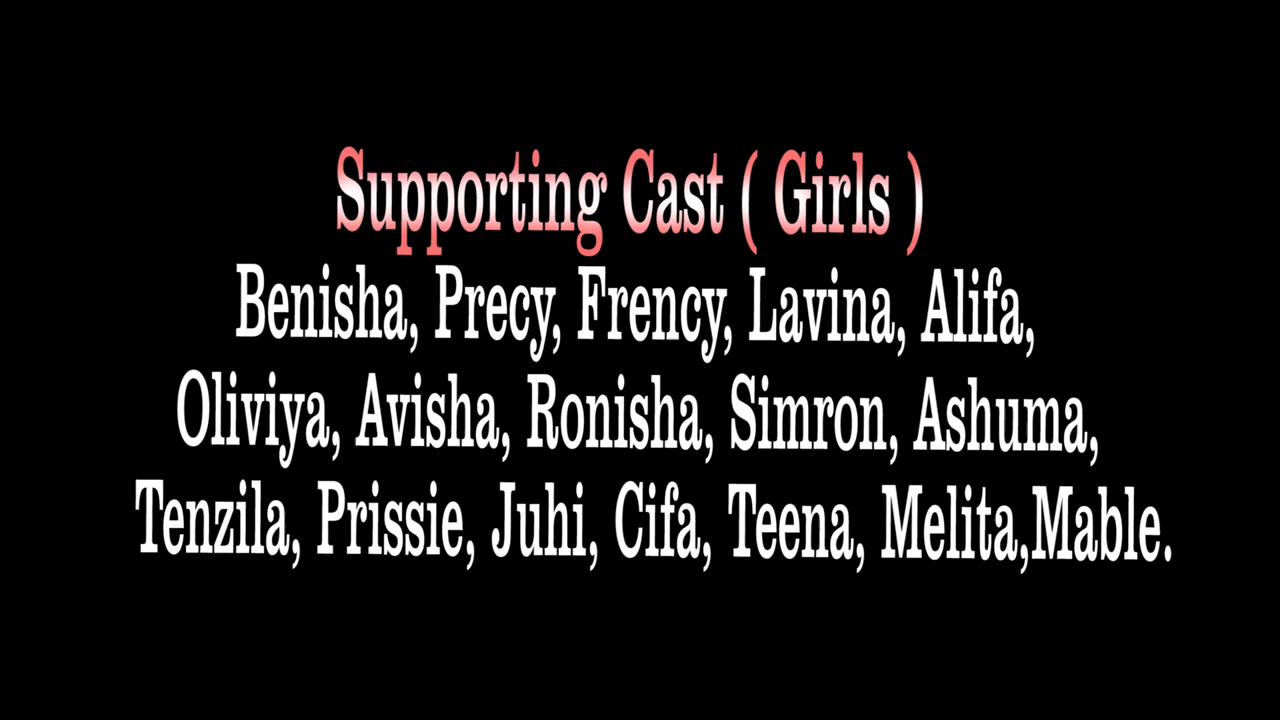 Supporting Cast ( Girls )
Benisha, Precy, Frency, Lavina, Alifa,
Oliviya, Avisha, Ronisha, Simron, Ashuma,
Tenzila, Prissie, Juhi, Cifa, Teena, Melita,Mable.